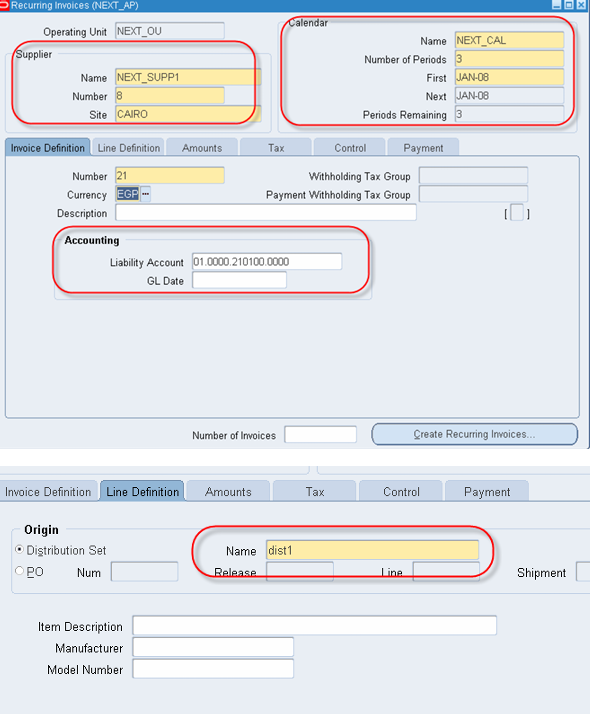 Recurring Invoices (NEXT_AP)
Operating Unit NEXT_OU
Supplier
Name NEXT_SUPP1
Number 8
Site CAIRO
Calendar
Name NEXT_CAL
Number of Periods 3
First JAN-08
Next JAN-08
Periods Remaining 3
Invoice Definition Line Definition Amounts Tax Control Payment
Number 21 Withholding Tax Group
Currency EGP ... Payment Withholding Tax Group
Description [ ]
Accounting
Liability Account 01.0000.210100.0000
GL Date
Number of Invoices Create Recurring Invoices...
Invoice Definition Line Definition Amounts Tax Control Payment
Origin
Distribution Set Name dist1
PO Num Release Line Shipment
Item Description
Manufacturer
Model Number